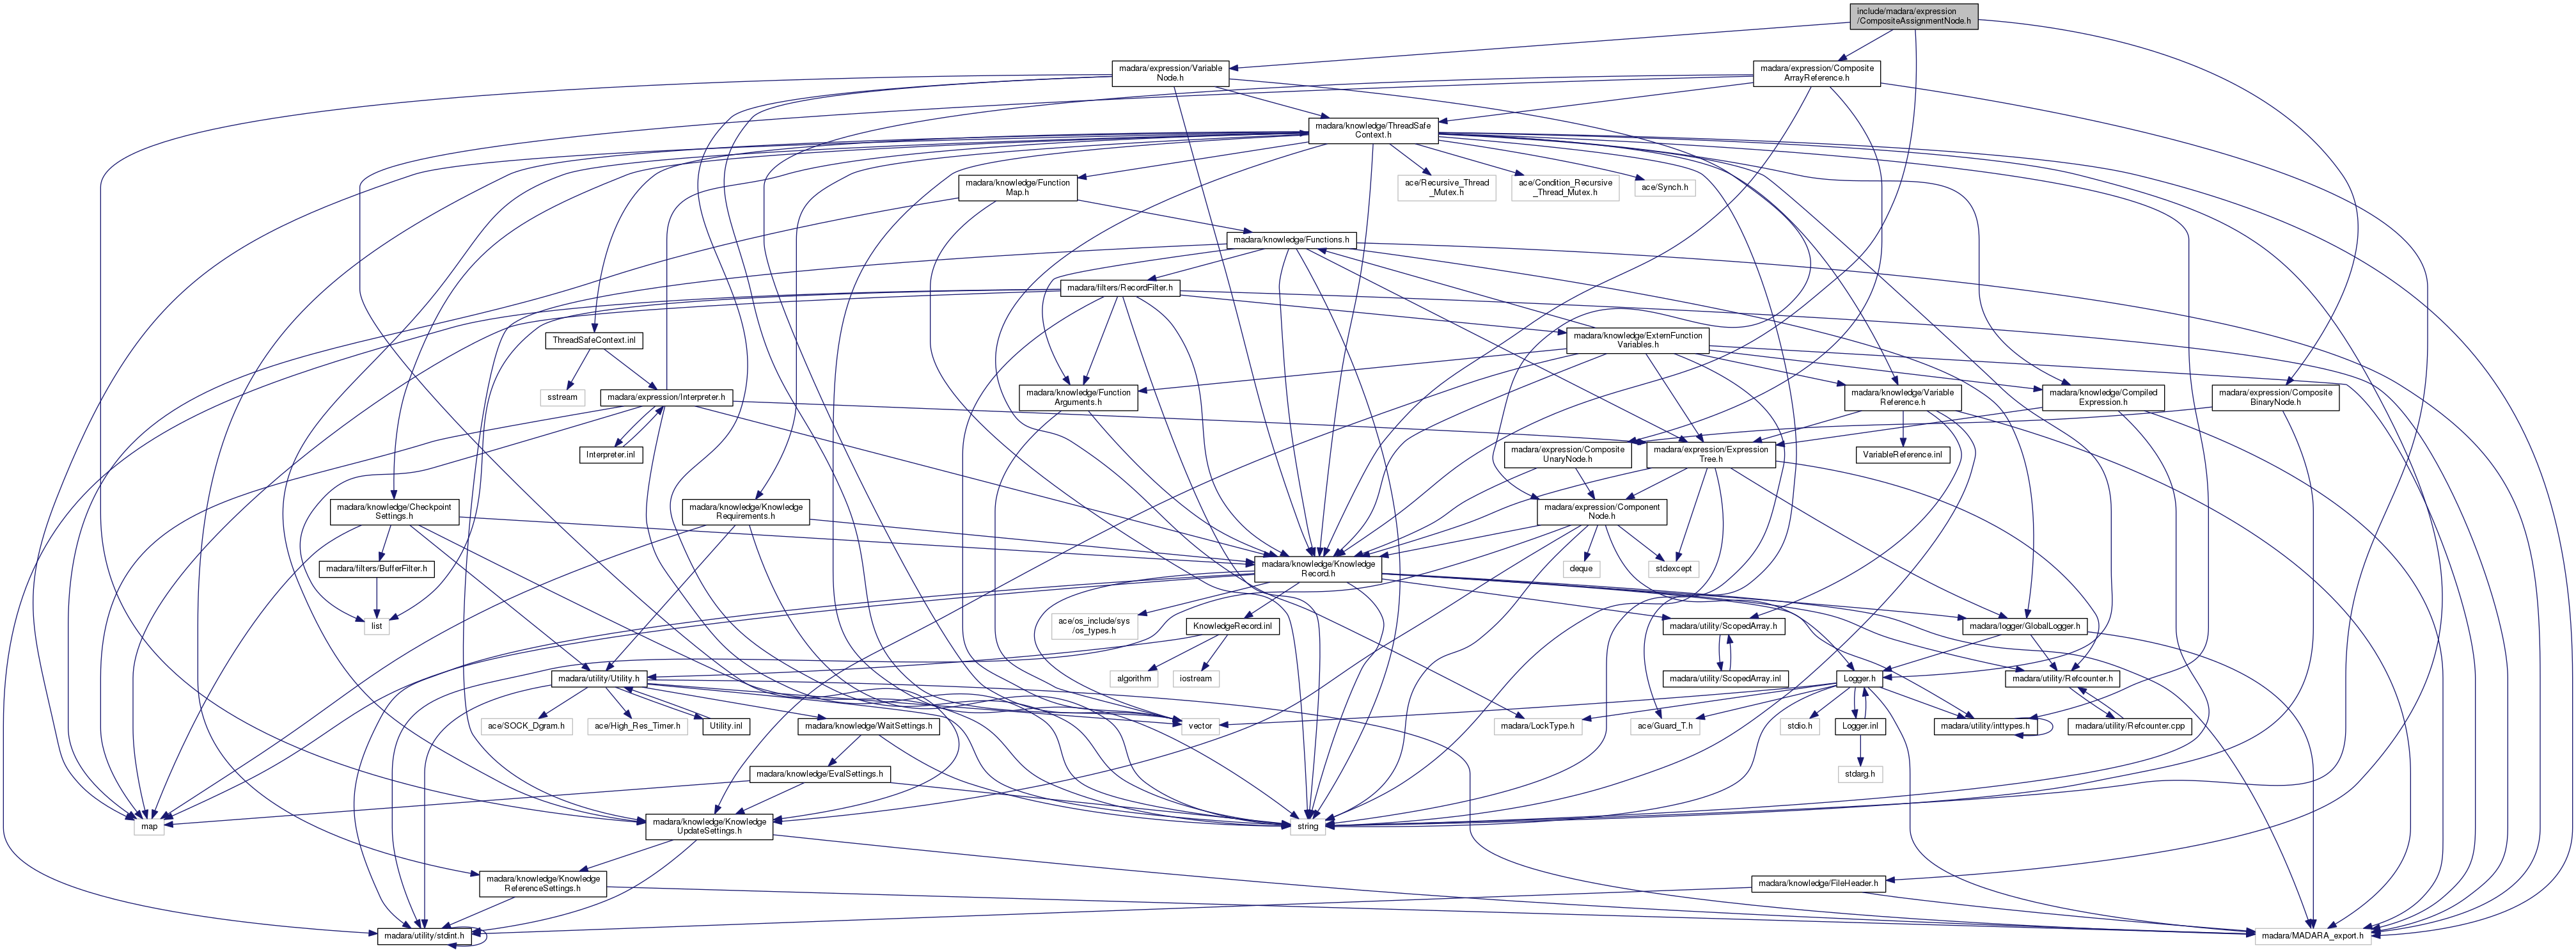 include/madara/expression
/CompositeAssignmentNode.h
madara/expression/Variable
Node.h
madara/expression/Composite
ArrayReference.h
madara/knowledge/ThreadSafe
Context.h
madara/knowledge/Function
Map.h
ace/Recursive_Thread
_Mutex.h
ace/Condition_Recursive
_Thread_Mutex.h
ace/Synch.h
madara/knowledge/Functions.h
madara/filters/RecordFilter.h
ThreadSafeContext.inl
madara/knowledge/ExternFunction
Variables.h
sstream
madara/expression/Interpreter.h
madara/knowledge/Function
Arguments.h
madara/knowledge/Variable
Reference.h
madara/knowledge/Compiled
Expression.h
madara/expression/Composite
BinaryNode.h
Interpreter.inl
madara/expression/Composite
UnaryNode.h
madara/expression/Expression
Tree.h
VariableReference.inl
madara/knowledge/Checkpoint
Settings.h
madara/knowledge/Knowledge
Requirements.h
madara/expression/Component
Node.h
madara/filters/BufferFilter.h
madara/knowledge/Knowledge
Record.h
deque
stdexcept
list
ace/os_include/sys
/os_types.h
KnowledgeRecord.inl
madara/utility/ScopedArray.h
madara/logger/GlobalLogger.h
madara/utility/Utility.h
algorithm
iostream
madara/utility/ScopedArray.inl
Logger.h
madara/utility/Refcounter.h
ace/SOCK_Dgram.h
ace/High_Res_Timer.h
Utility.inl
madara/knowledge/WaitSettings.h
vector
madara/LockType.h
ace/Guard_T.h
stdio.h
Logger.inl
madara/utility/inttypes.h
madara/utility/Refcounter.cpp
madara/knowledge/EvalSettings.h
stdarg.h
map
madara/knowledge/Knowledge
UpdateSettings.h
string
madara/knowledge/Knowledge
ReferenceSettings.h
madara/knowledge/FileHeader.h
madara/utility/stdint.h
madara/MADARA_export.h